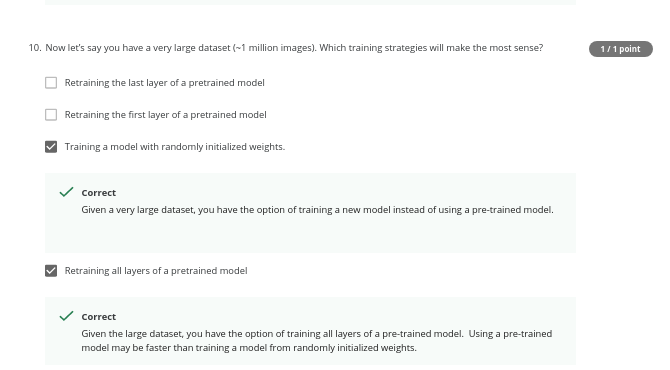 10. Now let's say you have a very large dataset (~1 million images). Which training strategies will make the most sense?
1 / 1 point
Retraining the last layer of a pretrained model
Retraining the first layer of a pretrained model
Training a model with randomly initialized weights.
Correct
Given a very large dataset, you have the option of training a new model instead of using a pre-trained model.
Retraining all layers of a pretrained model
Correct
Given the large dataset, you have the option of training all layers of a pre-trained model. Using a pre-trained
model may be faster than training a model from randomly initialized weights.